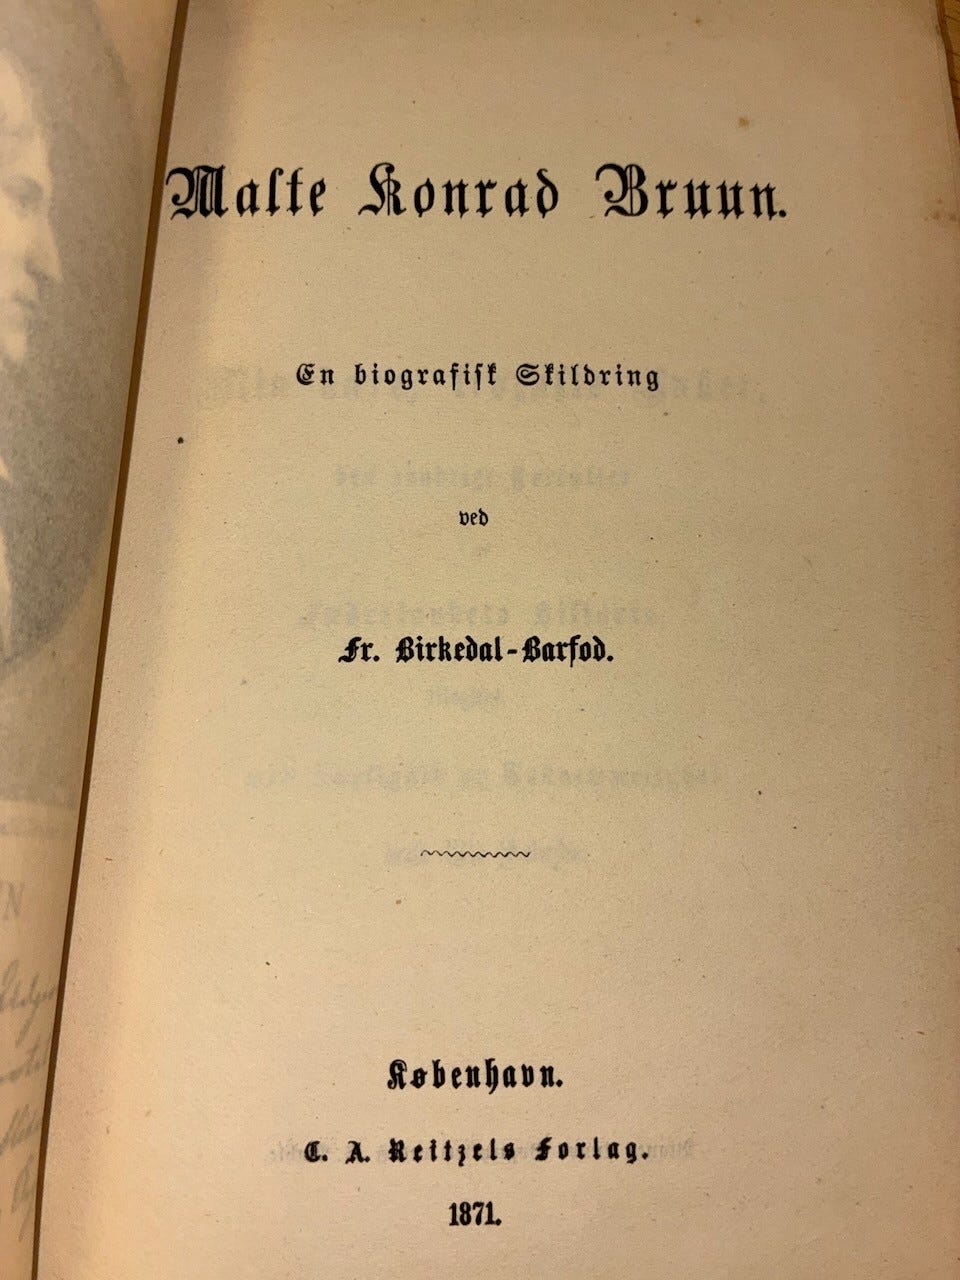 Malte Konrad Bruun.
En biografisk Skildring
ved
Fr. Birkedal-Barfod.
København.
C. A. Reitzels Forlag.
1871.